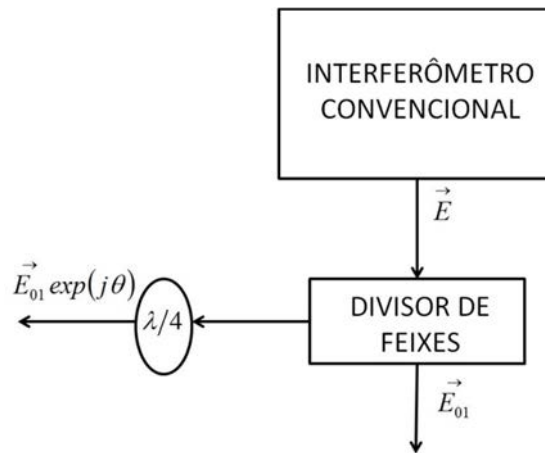 INTERFERÔMETRO
CONVENCIONAL
E
E01 exp(jθ)
λ/4
DIVISOR DE
FEIXES
E01